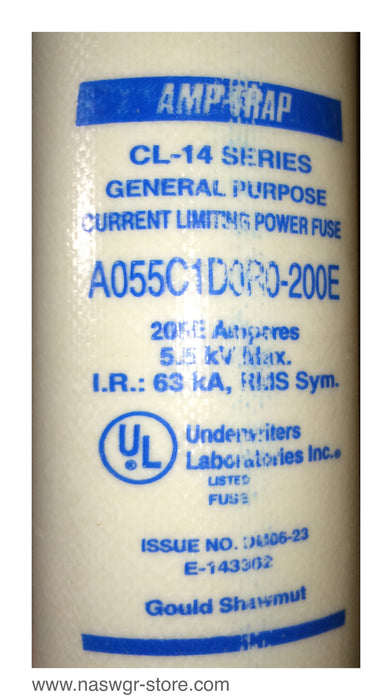 AMP-TRAP
CL-14 SERIES
GENERAL PURPOSE
CURRENT LIMITING POWER FUSE
A055C1D0R0-200E
Amperes
5.5 kV Max.
I.R.: 63 kA, RMS Sym.
UL
®
Underwriters
Laboratories Inc.®
LISTED
FUSE
ISSUE NO.
E-143362
Gould Shawmut
www.naswgr-store.com